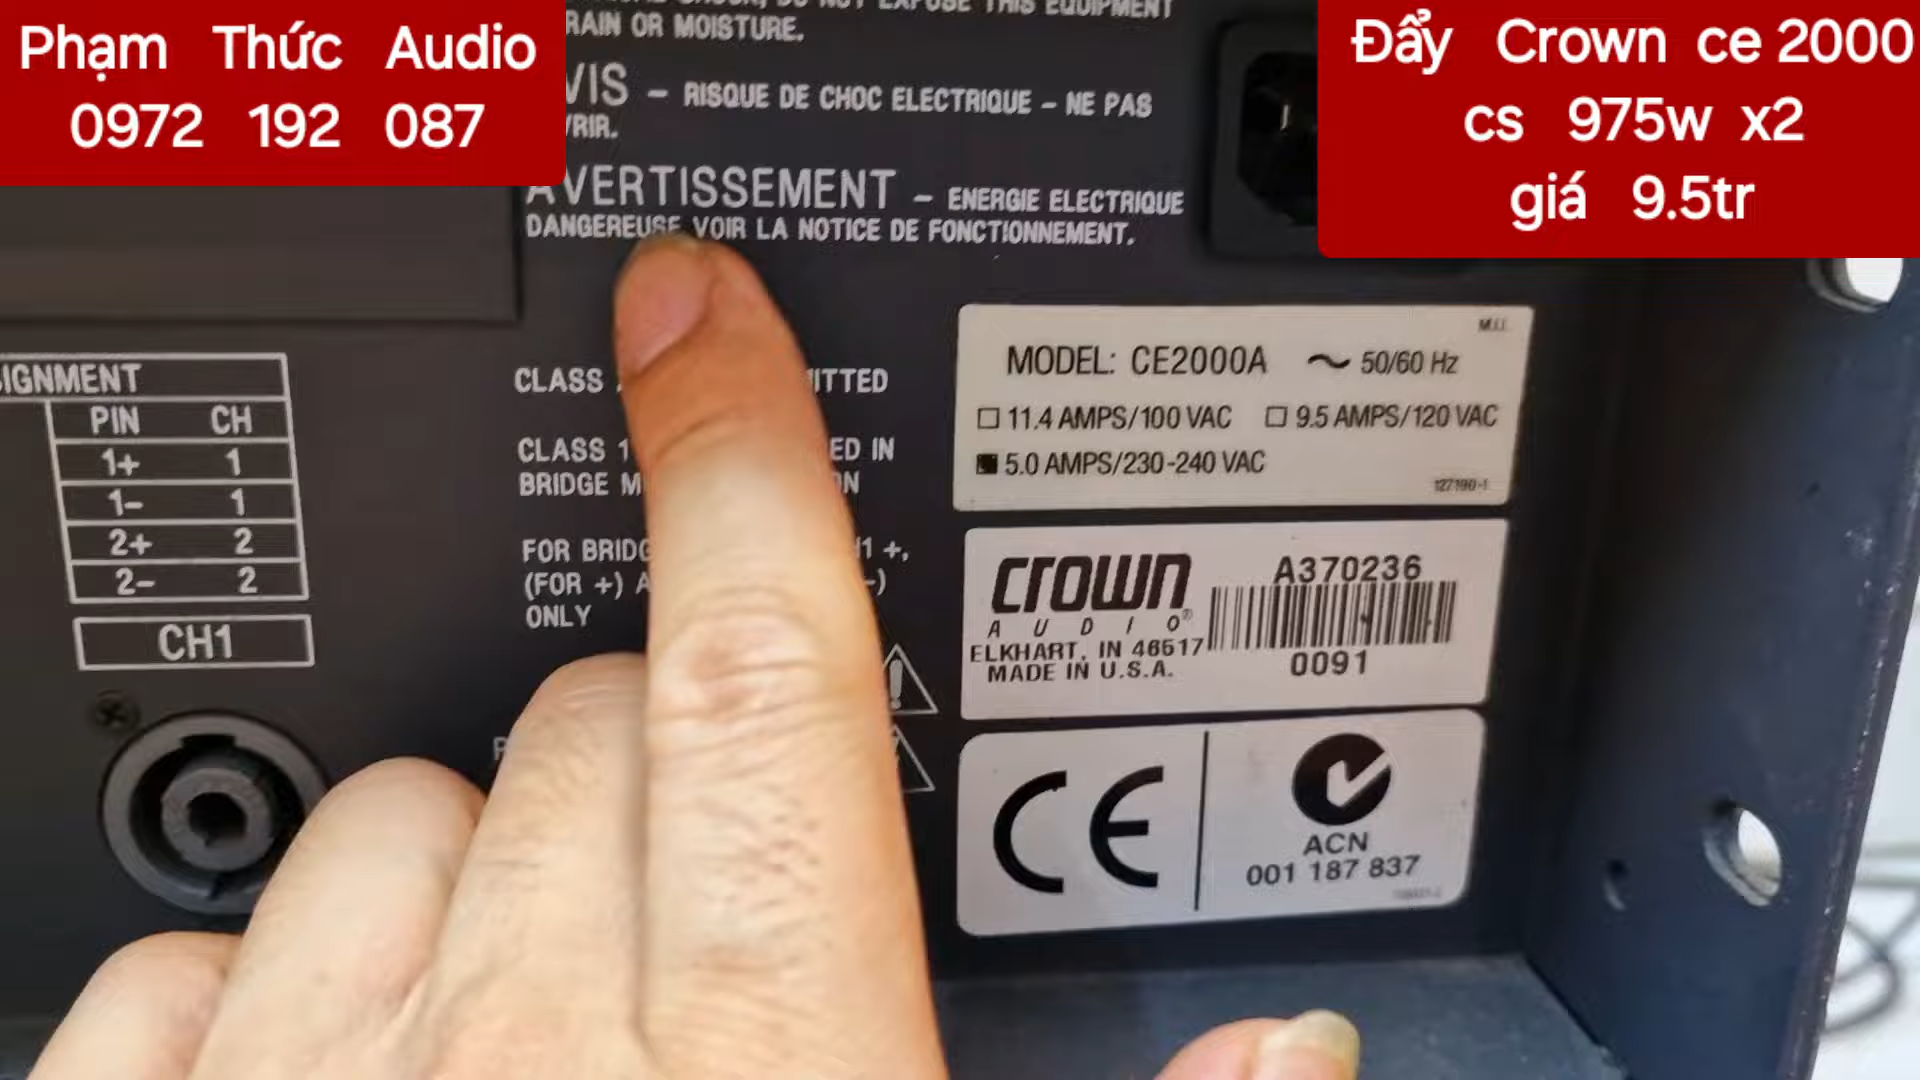 Phạm Thức Audio
0972 192 087
Đẩy Crown ce 2000
cs 975w x2
giá 9.5tr
THIS EQUIPMENT
RAIN OR MOISTURE.
VIS – RISQUE DE CHOC ELECTRIQUE – NE PAS
VRIR.
AVERTISSEMENT – ENERGIE ELECTRIQUE
DANGEREUSE VOIR LA NOTICE DE FONCTIONNEMENT.
IGNMENT
PIN CH
1+ 1
1– 1
2+ 2
2– 2
CH1
CLASS ITTED
CLASS 1 ED IN
BRIDGE M N
FOR BRIDG H1 +,
(FOR +) A –)
ONLY
MODEL: CE2000A ~ 50/60 Hz
☐ 11.4 AMPS/100 VAC ☐ 9.5 AMPS/120 VAC
■ 5.0 AMPS/230-240 VAC
127190-1
crown®
AUDIO
ELKHART, IN 46517
MADE IN U.S.A.
A370236
0091
CE
ACN
001 187 837